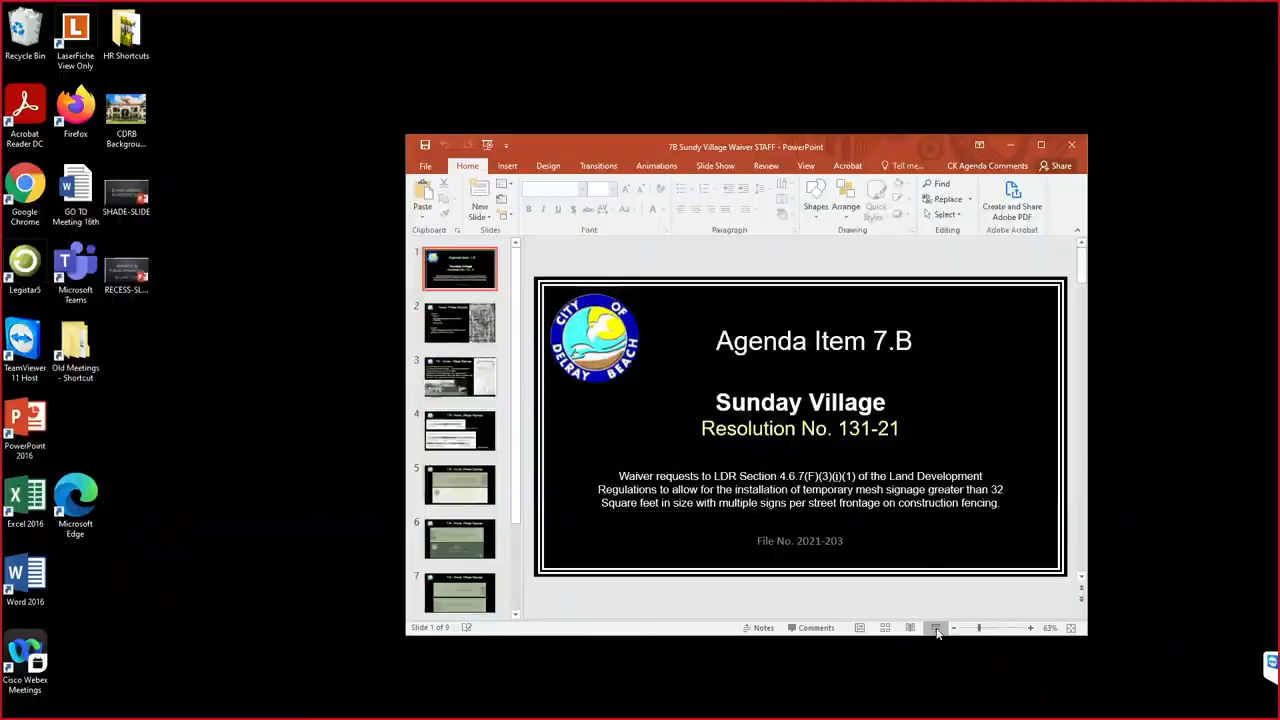 Recycle Bin
LaserFiche
View Only
HR Shortcuts
Acrobat
Reader DC
Firefox
CDRB
Backgrou...
Google
Chrome
GO TO
Meeting 16th
SHADE-SLIDE
Legistar5
Microsoft
Teams
RECESS-SL...
TeamViewer
11 Host
Old Meetings
- Shortcut
PowerPoint
2016
Excel 2016
Microsoft
Edge
Word 2016
Cisco Webex
Meetings
7B Sundy Village Waiver STAFF - PowerPoint
File Home Insert Design Transitions Animations Slide Show Review View Acrobat Tell me... CK Agenda Comments Share
Paste
New
Slide
Shapes Arrange Quick
Styles
Find
Replace
Select
Create and Share
Adobe PDF
Clipboard Slides Font Paragraph Drawing Editing Adobe Acrobat
1
2
3
4
5
6
7
CITY OF
DELRAY BEACH
Agenda Item 7.B
Sunday Village
Resolution No. 131-21
Waiver requests to LDR Section 4.6.7(F)(3)(i)(1) of the Land Development
Regulations to allow for the installation of temporary mesh signage greater than 32
Square feet in size with multiple signs per street frontage on construction fencing.
File No. 2021-203
Slide 1 of 9 Notes Comments 63%